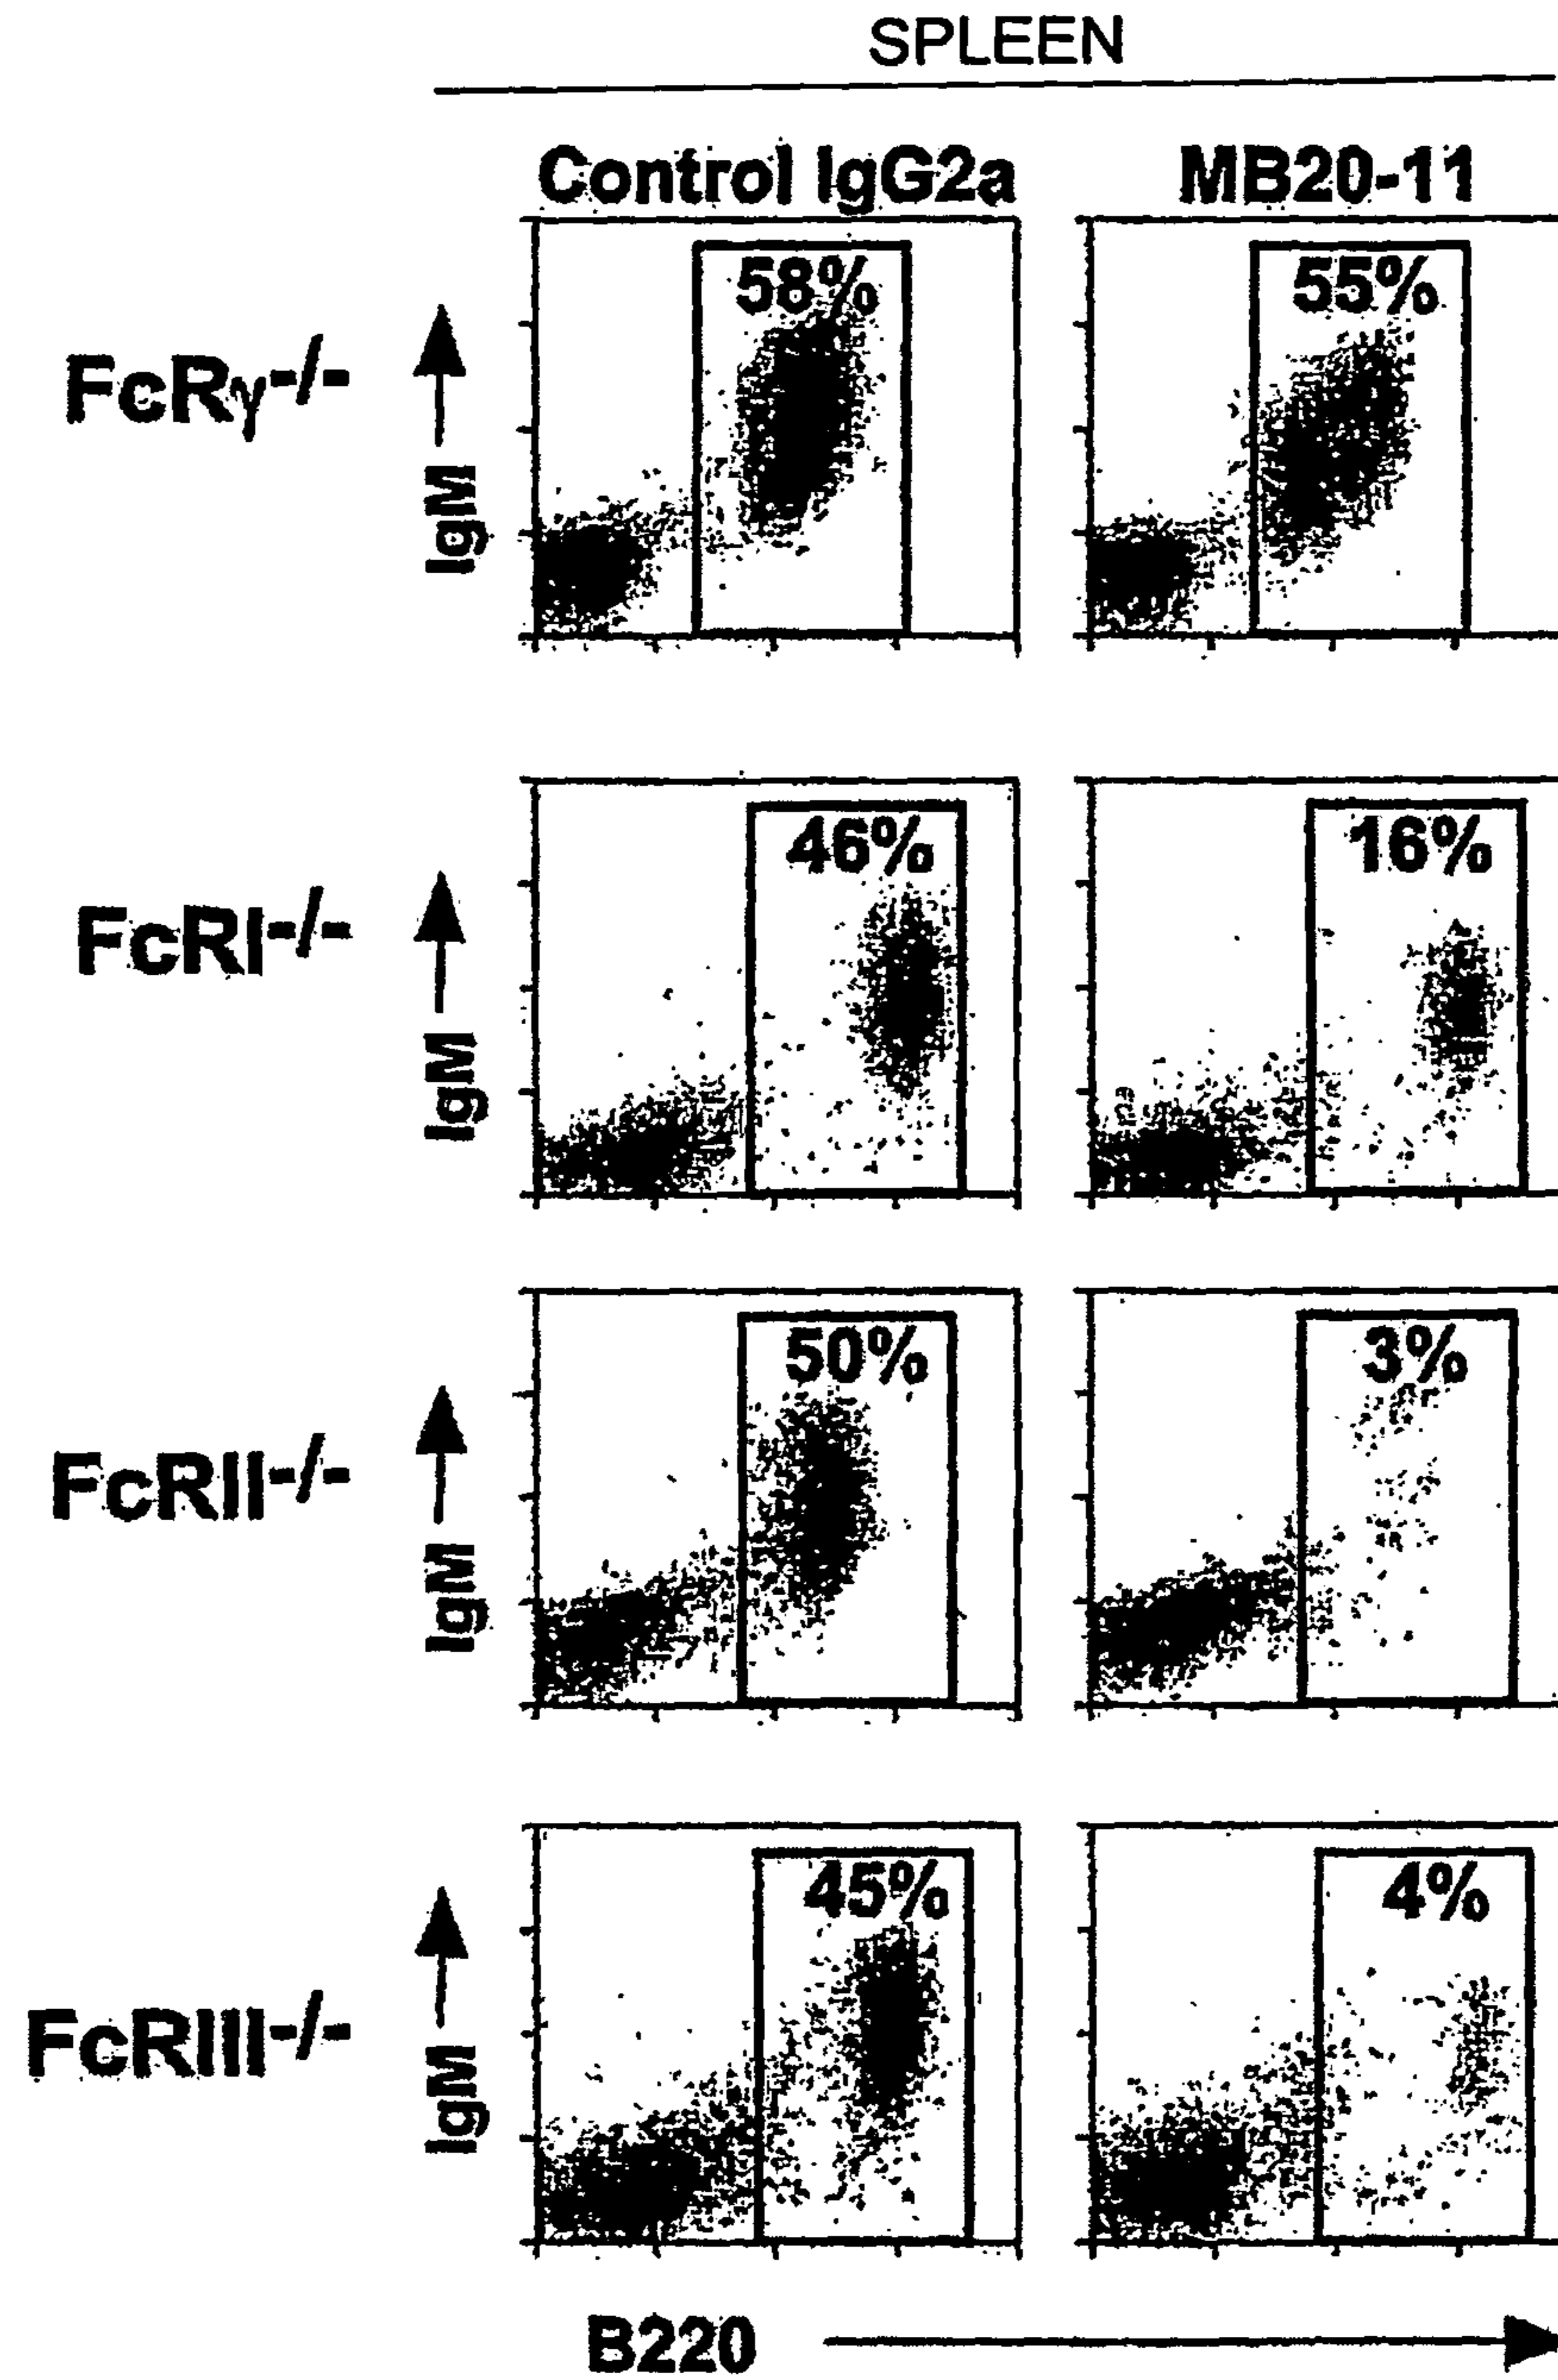 SPLEEN
Control IgG2a MB20-11
FcRγ-/- IgM 58% 55%
FcRI-/- IgM 46% 16%
FcRII-/- IgM 50% 3%
FcRIII-/- IgM 45% 4%
B220